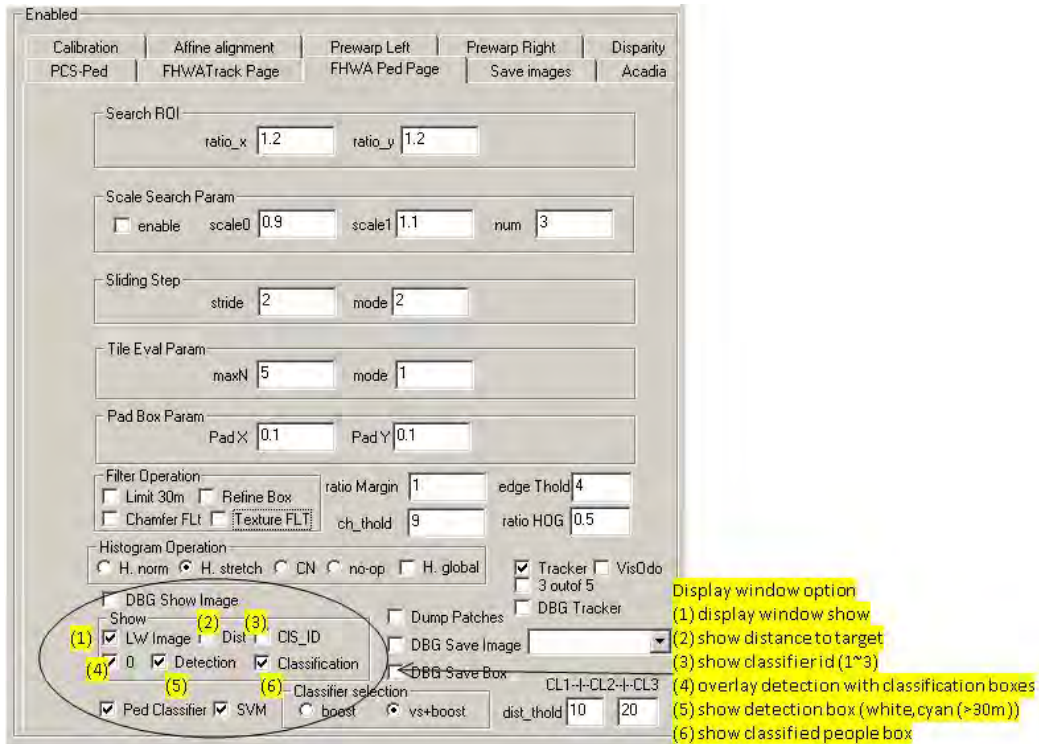 Enabled
Calibration Affine alignment Prewarp Left Prewarp Right Disparity
PCS-Ped FHWATrack Page FHWA Ped Page Save images Acadia
Search ROI
ratio_x 1.2 ratio_y 1.2
Scale Search Param
enable scale0 0.9 scale1 1.1 num 3
Sliding Step
stride 2 mode 2
Tile Eval Param
maxN 5 mode 1
Pad Box Param
Pad X 0.1 Pad Y 0.1
Filter Operation
Limit 30m Refine Box ratio Margin 1 edge Thold 4
Chamfer FLt Texture FLT ch_thold 9 ratio HOG 0.5
Histogram Operation
H. norm H. stretch CN no-op H. global Tracker VisOdo
3 outof 5
DBG Show Image Dump Patches DBG Tracker
Show (2) (3)
(1) LW Image Dist CIS_ID DBG Save Image
(4) 0 Detection Classification DBG Save Box
(5) (6) Classifier selection CL1--|--CL2--|--CL3
Ped Classifier SVM boost vs+boost dist_thold 10 20
Display window option
(1) display window show
(2) show distance to target
(3) show classifier id (1~3)
(4) overlay detection with classification boxes
(5) show detection box (white, cyan (>30m))
(6) show classified people box